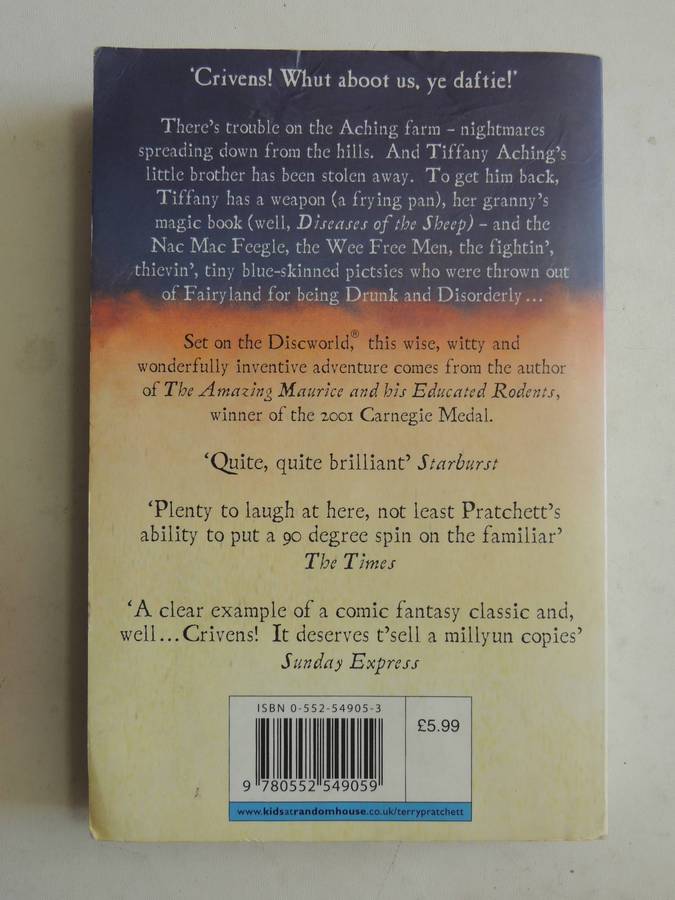 ‘Crivens! Whut aboot us, ye daftie!’
There’s trouble on the Aching farm – nightmares
spreading down from the hills. And Tiffany Aching’s
little brother has been stolen away. To get him back,
Tiffany has a weapon (a frying pan), her granny’s
magic book (well, Diseases of the Sheep) – and the
Nac Mac Feegle, the Wee Free Men, the fightin’,
thievin’, tiny blue-skinned pictsies who were thrown out
of Fairyland for being Drunk and Disorderly...
Set on the Discworld,® this wise, witty and
wonderfully inventive adventure comes from the author
of The Amazing Maurice and his Educated Rodents,
winner of the 2001 Carnegie Medal.
‘Quite, quite brilliant’ Starburst
‘Plenty to laugh at here, not least Pratchett’s
ability to put a 90 degree spin on the familiar’
The Times
‘A clear example of a comic fantasy classic and,
well...Crivens! It deserves t’sell a millyun copies’
Sunday Express
ISBN 0-552-54905-3
£5.99
9 780552 549059
www.kidsatrandomhouse.co.uk/terrypratchett